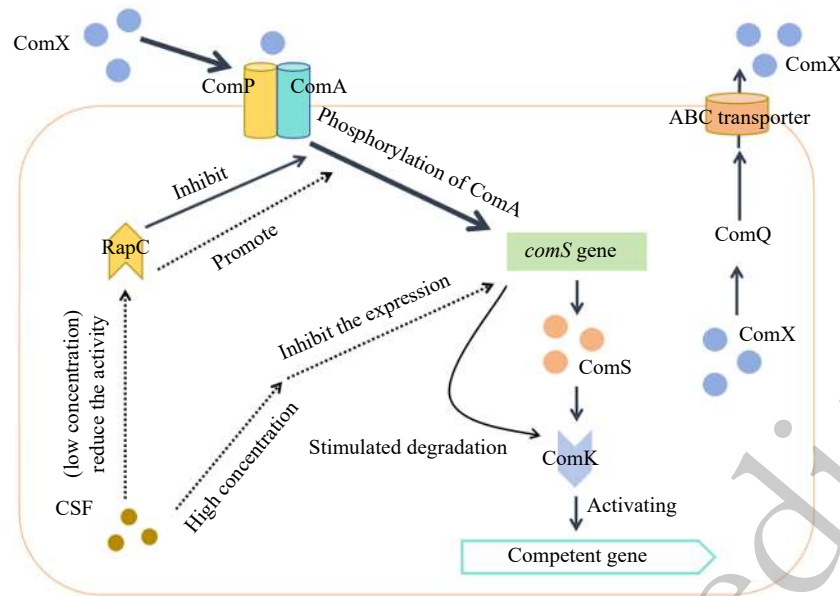 ComX
ComP
ComA
Phosphorylation of ComA
Inhibit
Promote
RapC
(low concentration)
reduce the activity
CSF
High concentration
Inhibit the expression
comS gene
ComS
Stimulated degradation
ComK
Activating
Competent gene
ComX
ABC transporter
ComQ
ComX